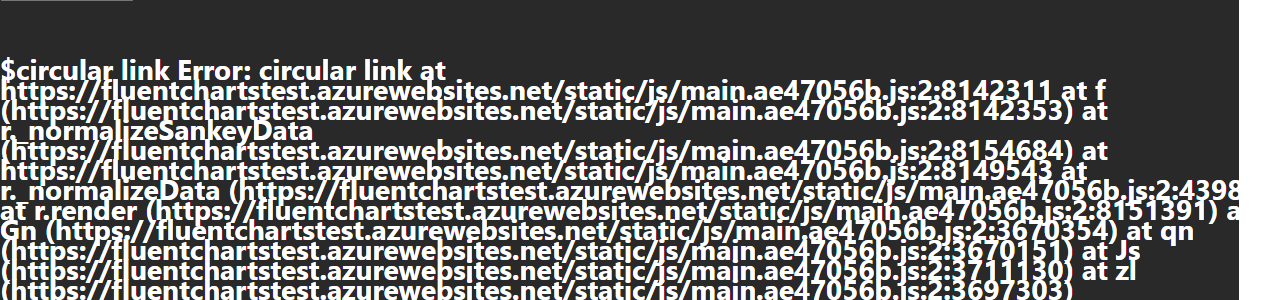 $circular link Error: circular link at
https://fluentchartstest.azurewebsites.net/static/js/main.ae47056b.js:2:8142311 at f
(https://fluentchartstest.azurewebsites.net/static/js/main.ae47056b.js:2:8142353) at
r._normalizeSankeyData
(https://fluentchartstest.azurewebsites.net/static/js/main.ae47056b.js:2:8154684) at
https://fluentchartstest.azurewebsites.net/static/js/main.ae47056b.js:2:8149543 at
r._normalizeData (https://fluentchartstest.azurewebsites.net/static/js/main.ae47056b.js:2:4398
at r.render (https://fluentchartstest.azurewebsites.net/static/js/main.ae47056b.js:2:8151391) a
Gn (https://fluentchartstest.azurewebsites.net/static/js/main.ae47056b.js:2:3670354) at qn
(https://fluentchartstest.azurewebsites.net/static/js/main.ae47056b.js:2:3670151) at Js
(https://fluentchartstest.azurewebsites.net/static/js/main.ae47056b.js:2:3711130) at zl
(https://fluentchartstest.azurewebsites.net/static/js/main.ae47056b.js:2:3697303)